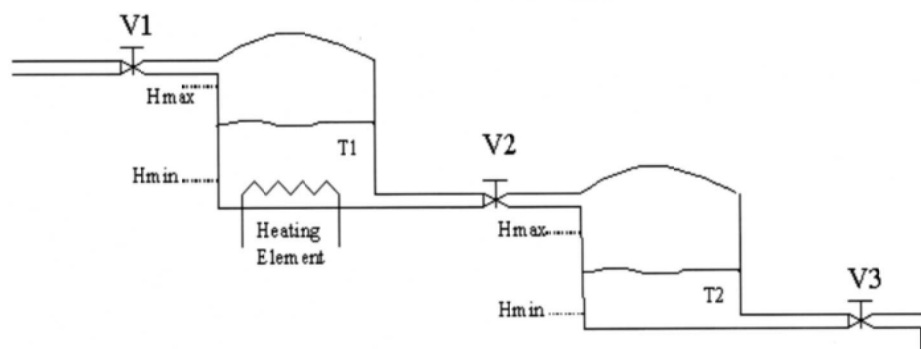 V1
Hmax
T1
Hmin
V2
Heating
Element
Hmax
T2
V3
Hmin